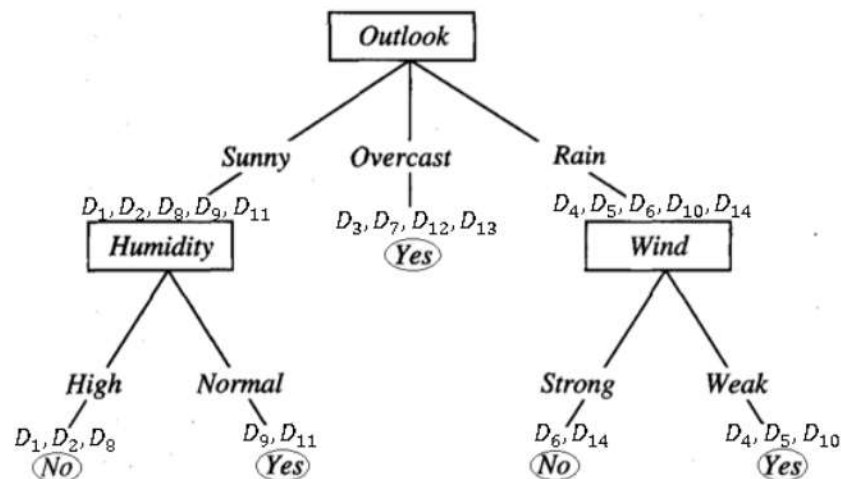 Outlook
Sunny Overcast Rain
D₁, D₂, D₈, D₉, D₁₁ D₃, D₇, D₁₂, D₁₃ D₄, D₅, D₆, D₁₀, D₁₄
Humidity Yes Wind
High Normal Strong Weak
D₁, D₂, D₈ D₉, D₁₁ D₆, D₁₄ D₄, D₅, D₁₀
No Yes No Yes